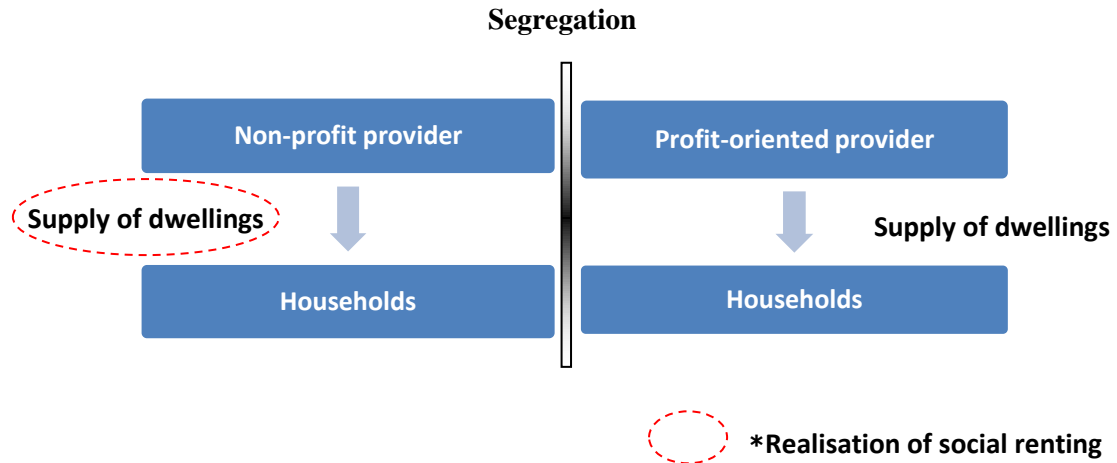 Segregation
Non-profit provider
Profit-oriented provider
Supply of dwellings
Supply of dwellings
Households
Households
*Realisation of social renting